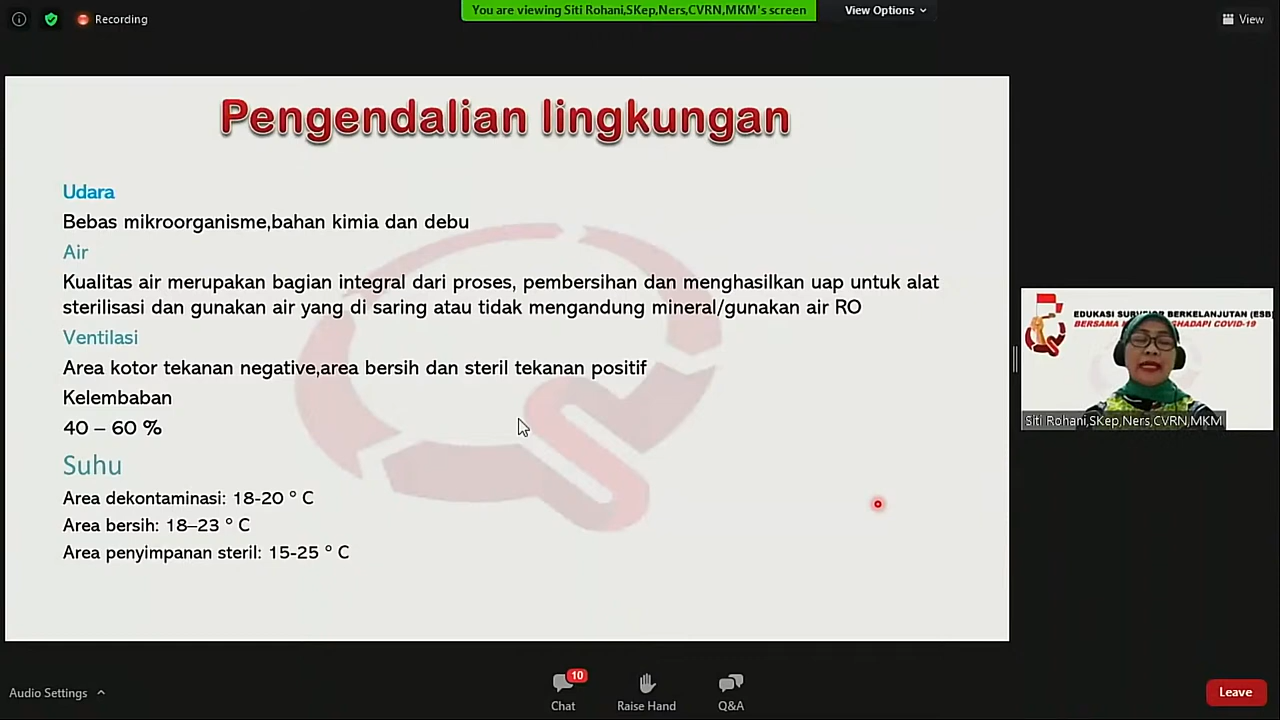 Recording
You are viewing Siti Rohani,SKep,Ners,CVRN,MKM's screen
View Options
View
Pengendalian lingkungan
Udara
Bebas mikroorganisme,bahan kimia dan debu
Air
Kualitas air merupakan bagian integral dari proses, pembersihan dan menghasilkan uap untuk alat
sterilisasi dan gunakan air yang di saring atau tidak mengandung mineral/gunakan air RO
Ventilasi
Area kotor tekanan negative,area bersih dan steril tekanan positif
Kelembaban
40 – 60 %
Suhu
Area dekontaminasi: 18-20 ° C
Area bersih: 18–23 ° C
Area penyimpanan steril: 15-25 ° C
EDUKASI BERKELANJUTAN (ESB)
BERSAMA COVID-19
Siti Rohani,SKep,Ners,CVRN,MKM
Audio Settings
10
Chat
Raise Hand
Q&A
Leave